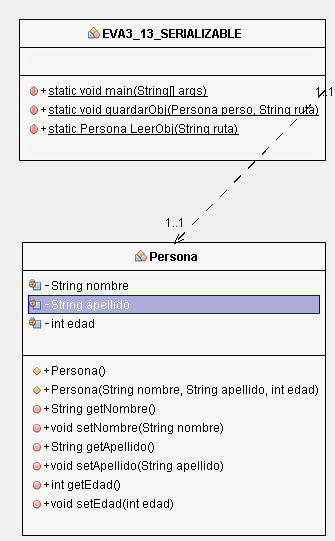 EVA3_13_SERIALIZABLE
+ static void main(String[] args)
+ static void guardarObj(Persona perso, String ruta)
+ static Persona LeerObj(String ruta)
1..1
1..1
Persona
- String nombre
- String apellido
- int edad
+ Persona()
+ Persona(String nombre, String apellido, int edad)
+ String getNombre()
+ void setNombre(String nombre)
+ String getApellido()
+ void setApellido(String apellido)
+ int getEdad()
+ void setEdad(int edad)